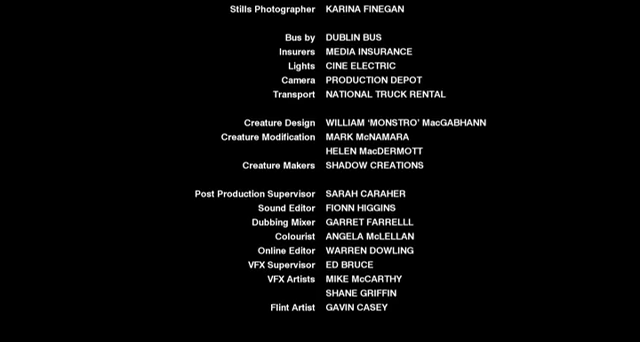 Stills Photographer KARINA FINEGAN
Bus by DUBLIN BUS
Insurers MEDIA INSURANCE
Lights CINE ELECTRIC
Camera PRODUCTION DEPOT
Transport NATIONAL TRUCK RENTAL
Creature Design WILLIAM ‘MONSTRO’ MacGABHANN
Creature Modification MARK McNAMARA
HELEN MacDERMOTT
Creature Makers SHADOW CREATIONS
Post Production Supervisor SARAH CARAHER
Sound Editor FIONN HIGGINS
Dubbing Mixer GARRET FARRELLL
Colourist ANGELA McLELLAN
Online Editor WARREN DOWLING
VFX Supervisor ED BRUCE
VFX Artists MIKE McCARTHY
SHANE GRIFFIN
Flint Artist GAVIN CASEY